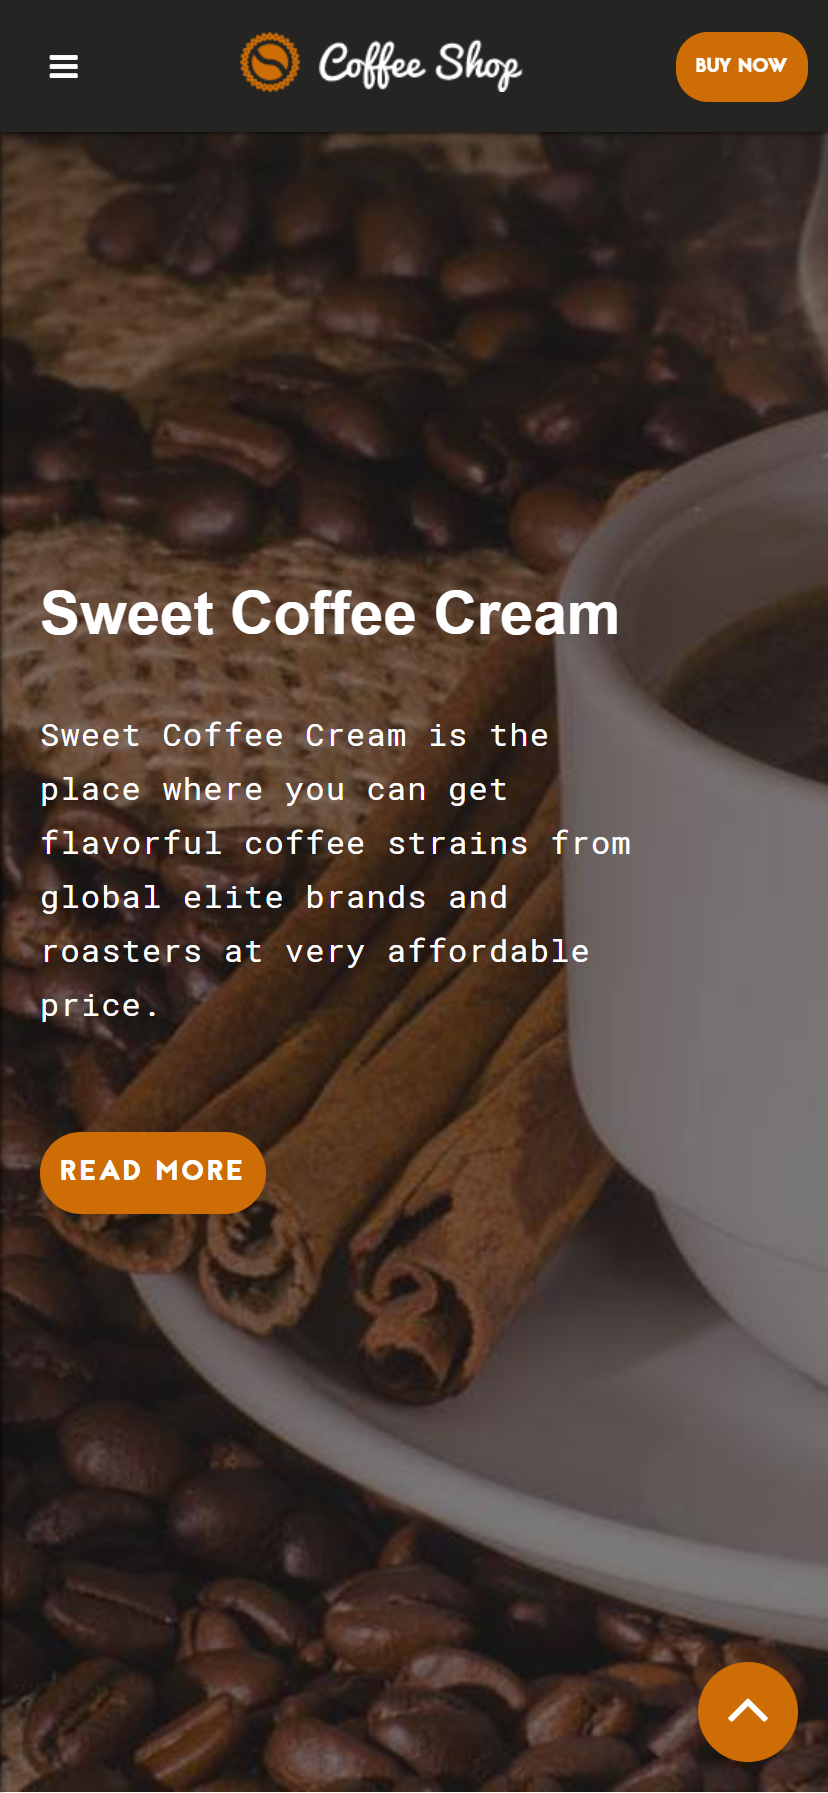 Coffee Shop
BUY NOW
Sweet Coffee Cream
Sweet Coffee Cream is the
place where you can get
flavorful coffee strains from
global elite brands and
roasters at very affordable
price.
READ MORE